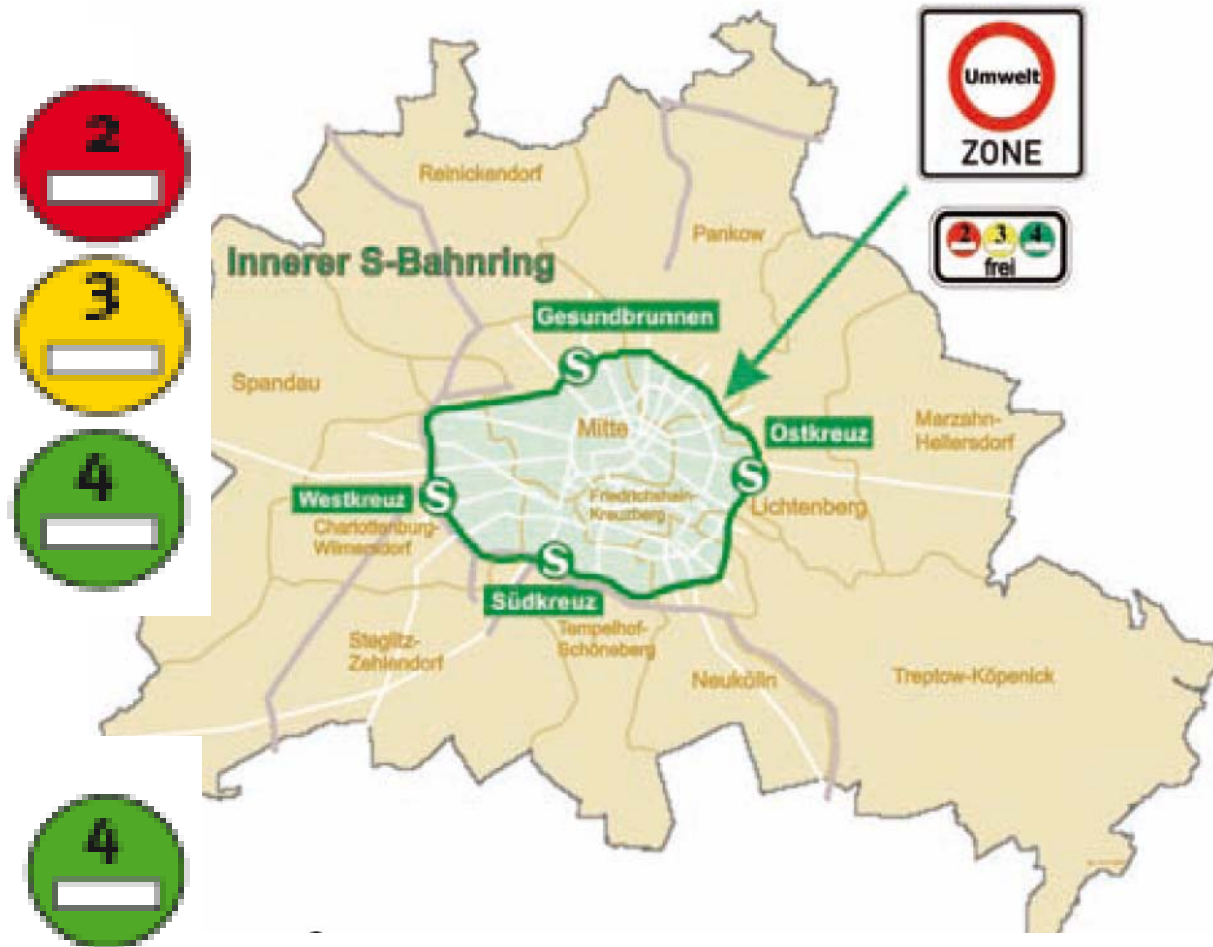 2
3
4
4
Umwelt
ZONE
2 3 4
frei
Innerer S-Bahnring
Reinickendorf
Pankow
Gesundbrunnen
S
Spandau
Mitte
Ostkreuz
Marzahn-
Hellersdorf
S
Westkreuz
S
Friedrichshain-
Kreuzberg
Lichtenberg
Charlottenburg-
Wilmersdorf
S
Südkreuz
Steglitz-
Zehlendorf
Tempelhof-
Schöneberg
Neukölln
Treptow-Köpenick